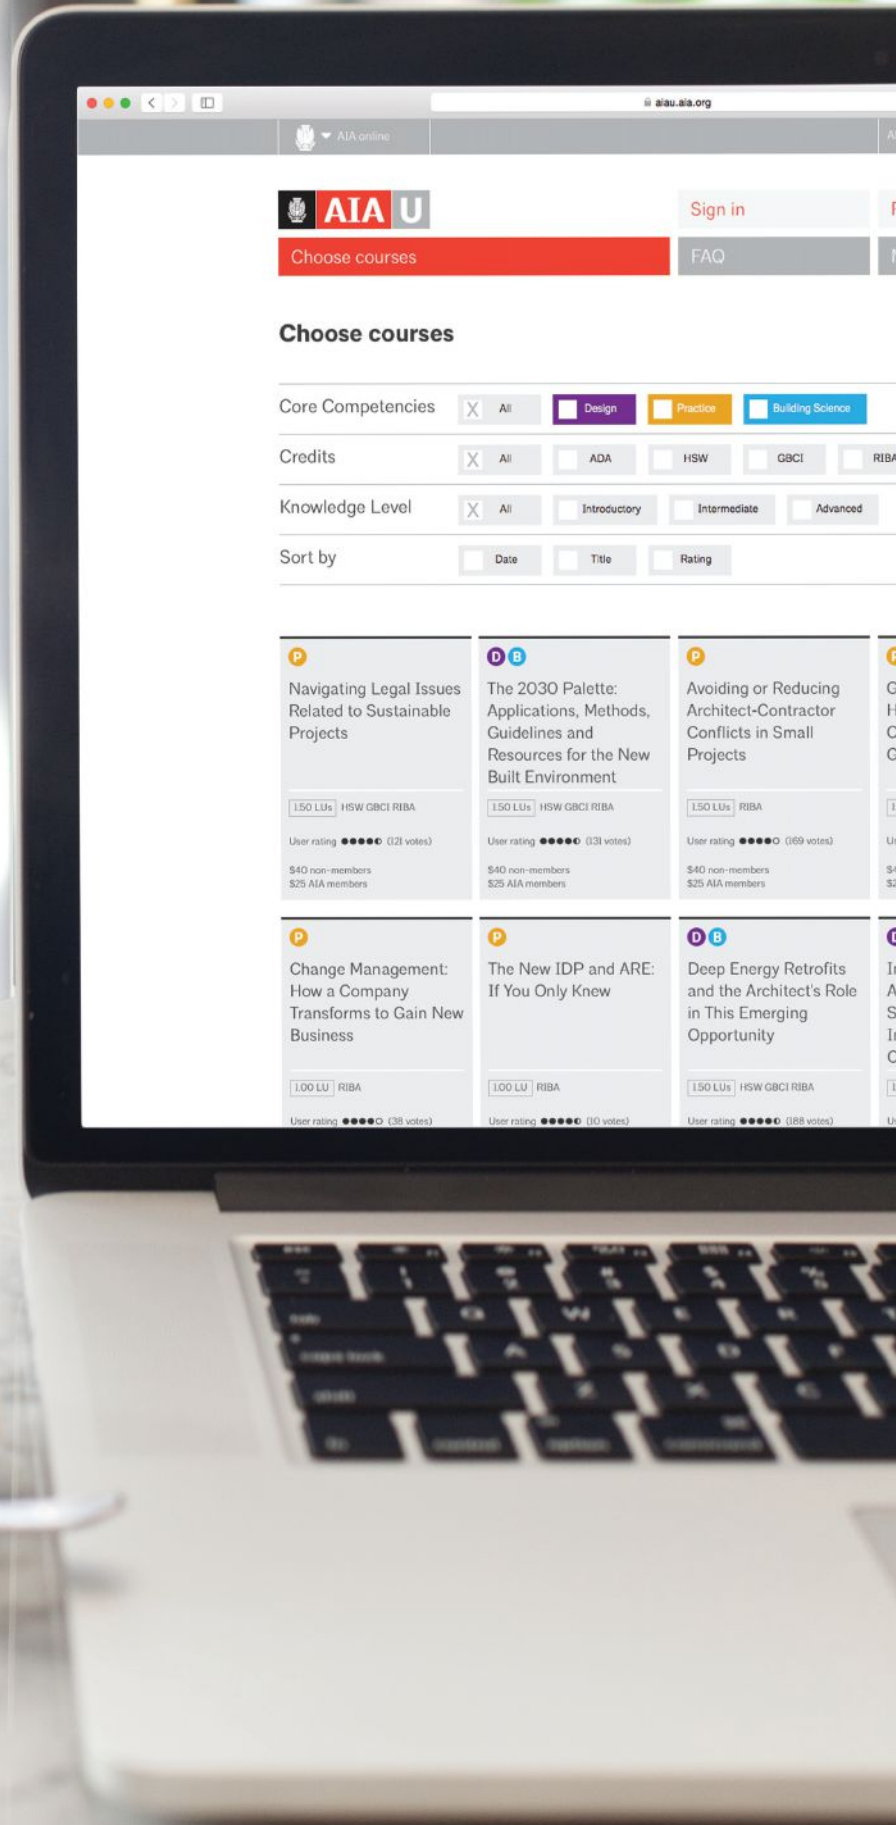 aiau.aia.org
AIA online
AIA U
Sign in
Choose courses
FAQ
Choose courses
Core Competencies X All Design Practice Building Science
Credits X All ADA HSW GBCI RIBA
Knowledge Level X All Introductory Intermediate Advanced
Sort by Date Title Rating
P
Navigating Legal Issues
Related to Sustainable
Projects
1.50 LUs HSW GBCI RIBA
User rating (121 votes)
$40 non-members
$25 AIA members
D B
The 2030 Palette:
Applications, Methods,
Guidelines and
Resources for the New
Built Environment
1.50 LUs HSW GBCI RIBA
User rating (131 votes)
$40 non-members
$25 AIA members
P
Avoiding or Reducing
Architect-Contractor
Conflicts in Small
Projects
1.50 LUs RIBA
User rating (169 votes)
$40 non-members
$25 AIA members
P
Change Management:
How a Company
Transforms to Gain New
Business
1.00 LU RIBA
User rating (38 votes)
P
The New IDP and ARE:
If You Only Knew
1.00 LU RIBA
User rating (10 votes)
D B
Deep Energy Retrofits
and the Architect's Role
in This Emerging
Opportunity
1.50 LUs HSW GBCI RIBA
User rating (188 votes)
caps lock